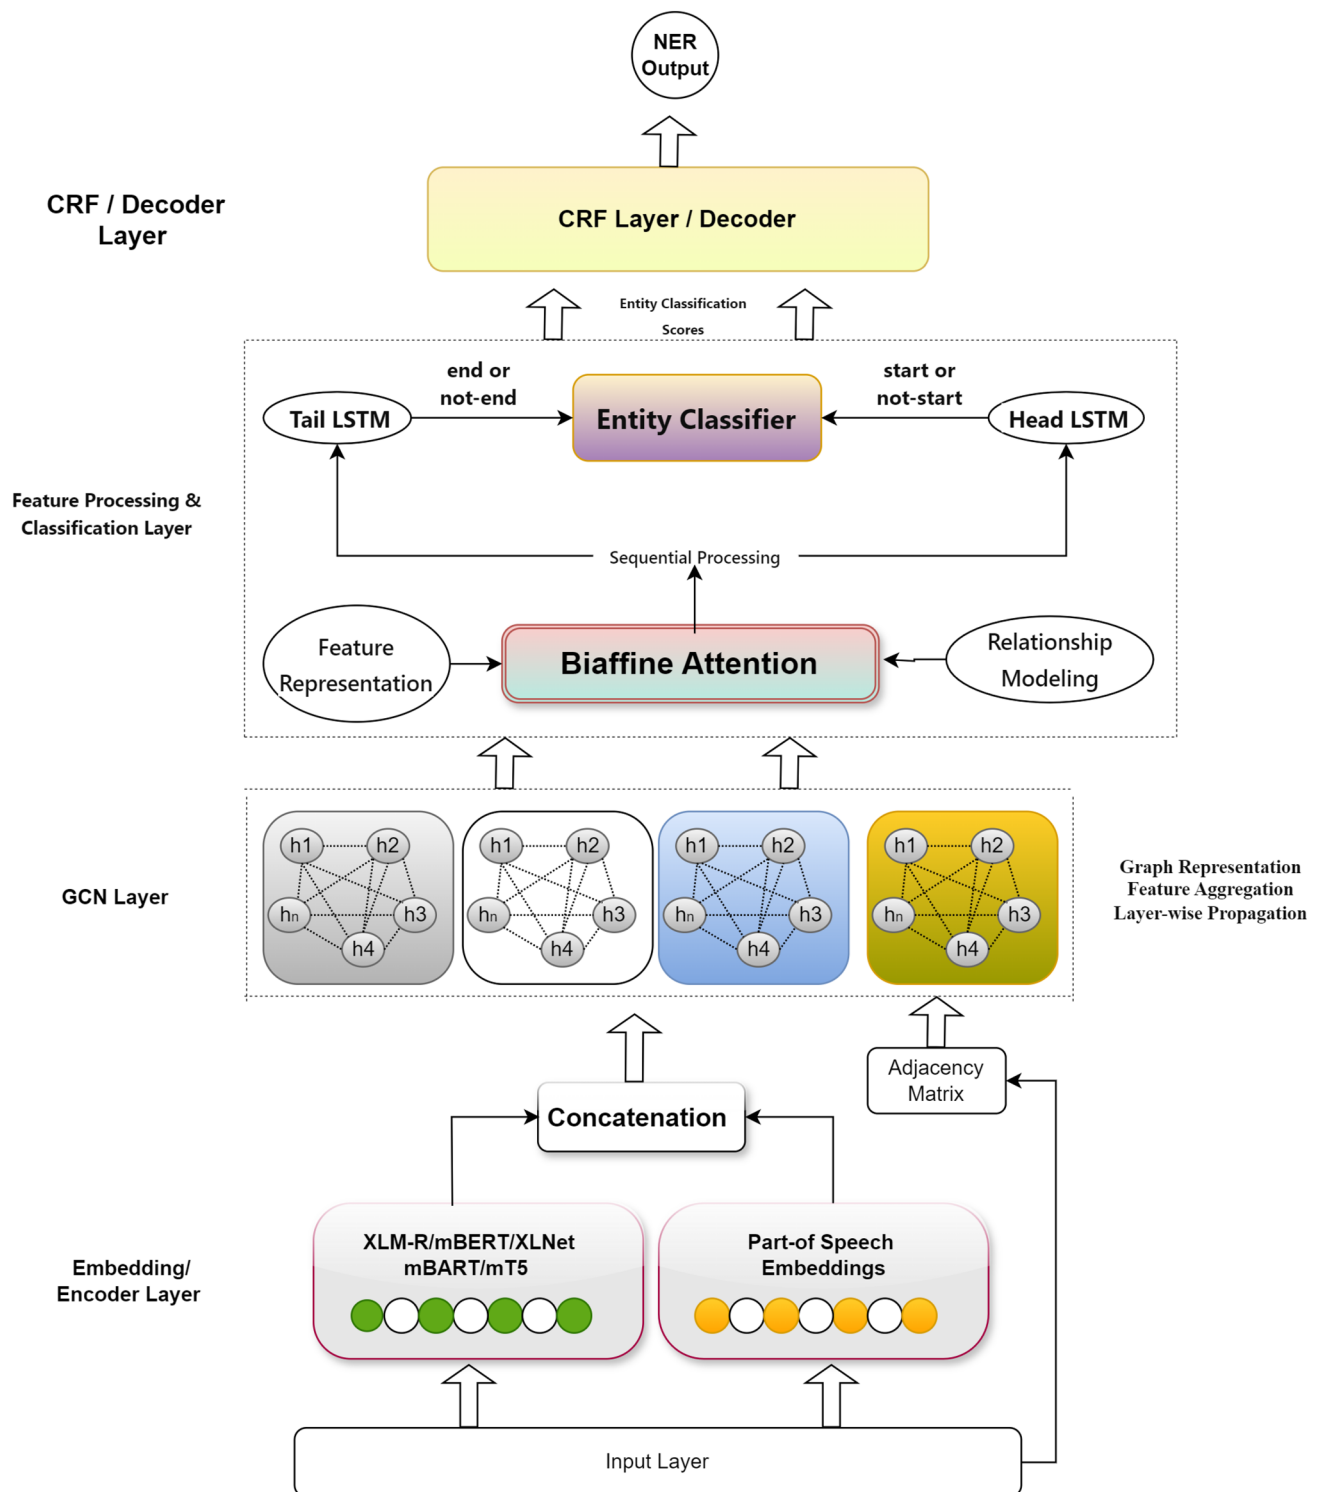 NER
Output
CRF / Decoder
Layer
CRF Layer / Decoder
Entity Classification
Scores
end or
not-end
start or
not-start
Tail LSTM
Entity Classifier
Head LSTM
Feature Processing &
Classification Layer
Sequential Processing
Feature
Representation
Biaffine Attention
Relationship
Modeling
GCN Layer
h1
h2
hn
h3
h4
h1
h2
hn
h3
h4
h1
h2
hn
h3
h4
h1
h2
hn
h3
h4
Graph Representation
Feature Aggregation
Layer-wise Propagation
Adjacency
Matrix
Concatenation
Embedding/
Encoder Layer
XLM-R/mBERT/XLNet
mBART/mT5
Part-of Speech
Embeddings
Input Layer